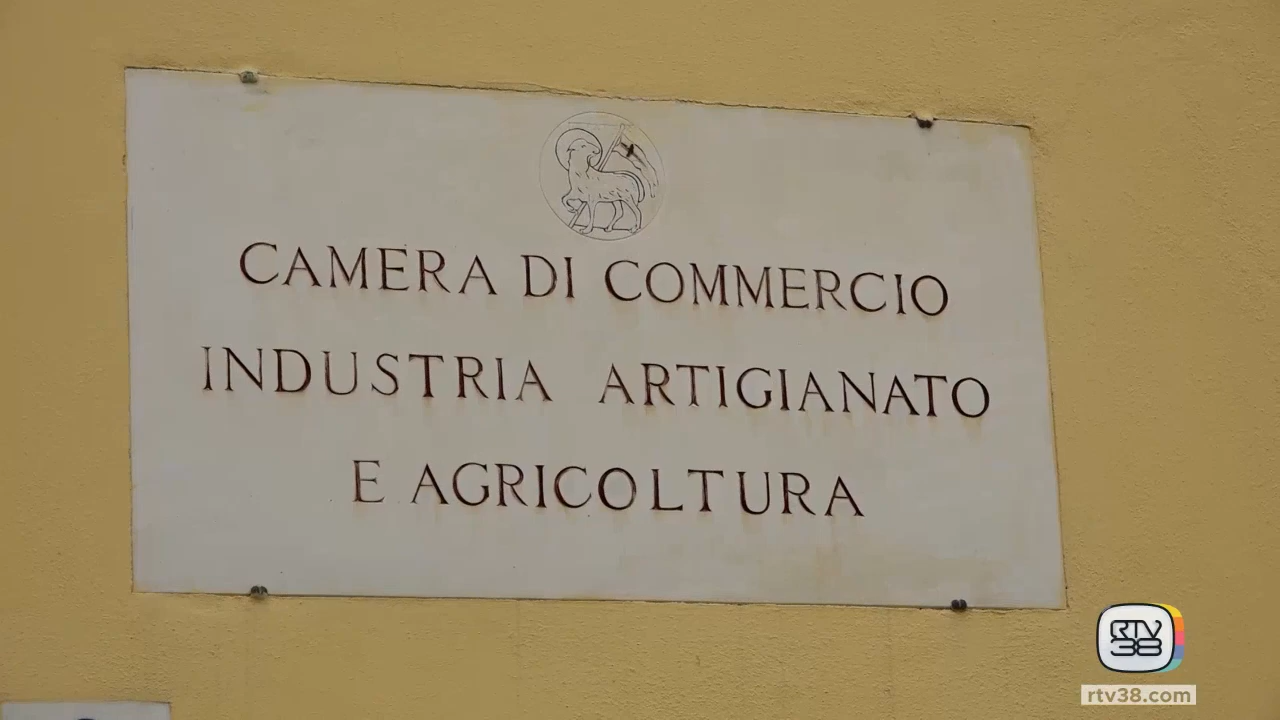 CAMERA DI COMMERCIO
INDUSTRIA ARTIGIANATO
E AGRICOLTURA
RTV
38
rtv38.com